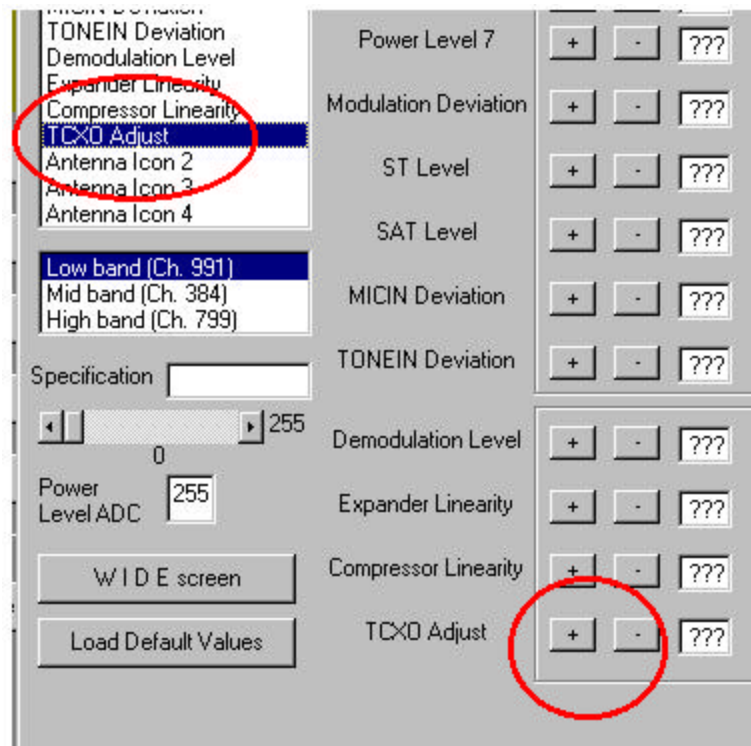 TONEIN Deviation
Demodulation Level
Expander Linearity
Compressor Linearity
TCXO Adjust
Antenna Icon 2
Antenna Icon 3
Antenna Icon 4
Low band (Ch. 991)
Mid band (Ch. 384)
High band (Ch. 799)
Specification
255
0
Power
Level ADC
255
W I D E screen
Load Default Values
Power Level 7 + - ???
Modulation Deviation + - ???
ST Level + - ???
SAT Level + - ???
MICIN Deviation + - ???
TONEIN Deviation + - ???
Demodulation Level + - ???
Expander Linearity + - ???
Compressor Linearity + - ???
TCXO Adjust + - ???